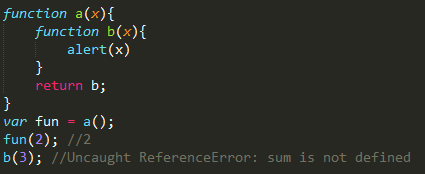 function a(x){
    function b(x){
        alert(x)
    }
    return b;
}
var fun = a();
fun(2); //2
b(3); //Uncaught ReferenceError: sum is not defined